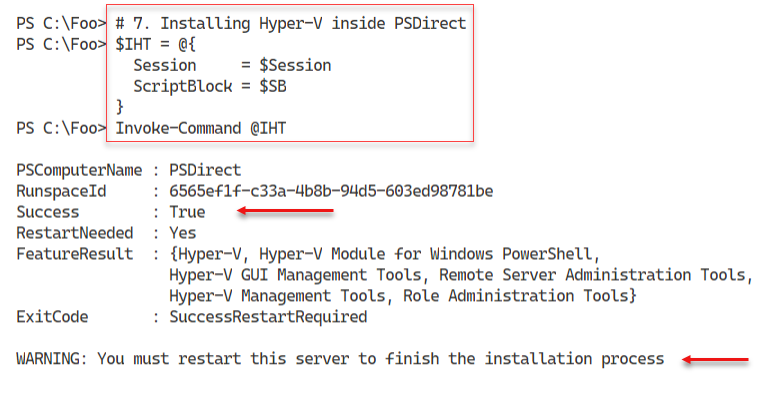 PS C:\Foo> # 7. Installing Hyper-V inside PSDirect
PS C:\Foo> $IHT = @{
  Session     = $Session
  ScriptBlock = $SB
}
PS C:\Foo> Invoke-Command @IHT

PSComputerName : PSDirect
RunspaceId     : 6565ef1f-c33a-4b8b-94d5-603ed98781be
Success        : True
RestartNeeded  : Yes
FeatureResult  : {Hyper-V, Hyper-V Module for Windows PowerShell,
                 Hyper-V GUI Management Tools, Remote Server Administration Tools,
                 Hyper-V Management Tools, Role Administration Tools}
ExitCode       : SuccessRestartRequired

WARNING: You must restart this server to finish the installation process